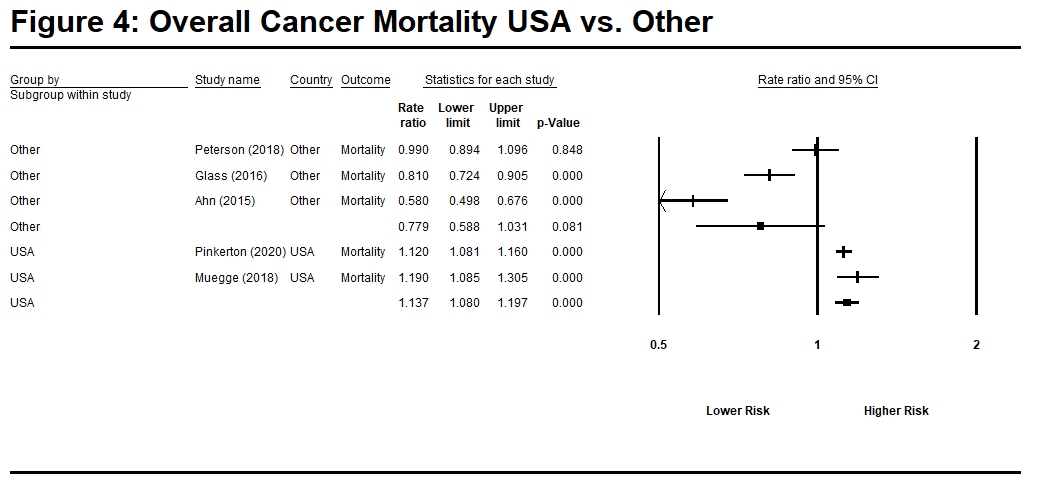 Figure 4: Overall Cancer Mortality USA vs. Other
Group by Study name Country Outcome Statistics for each study Rate ratio and 95% CI
Subgroup within study
Rate ratio Lower limit Upper limit p-Value
Other Peterson (2018) Other Mortality 0.990 0.894 1.096 0.848
Other Glass (2016) Other Mortality 0.810 0.724 0.905 0.000
Other Ahn (2015) Other Mortality 0.580 0.498 0.676 0.000
Other 0.779 0.588 1.031 0.081
USA Pinkerton (2020) USA Mortality 1.120 1.081 1.160 0.000
USA Muegge (2018) USA Mortality 1.190 1.085 1.305 0.000
USA 1.137 1.080 1.197 0.000
0.5 1 2
Lower Risk Higher Risk